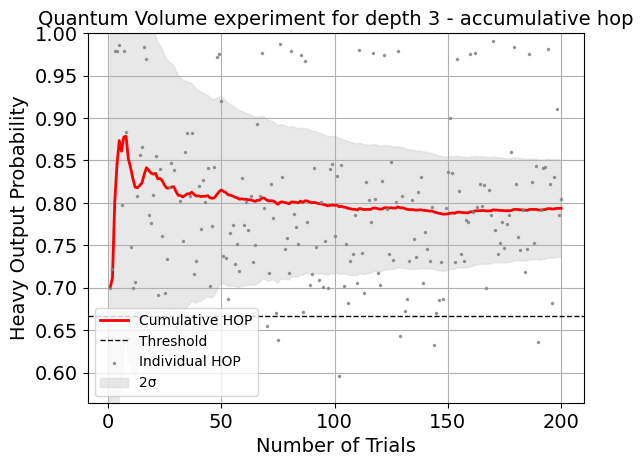 Quantum Volume experiment for depth 3 - accumulative hop
Heavy Output Probability
1.00
0.95
0.90
0.85
0.80
0.75
0.70
0.65
0.60
Cumulative HOP
Threshold
Individual HOP
2σ
0 50 100 150 200
Number of Trials